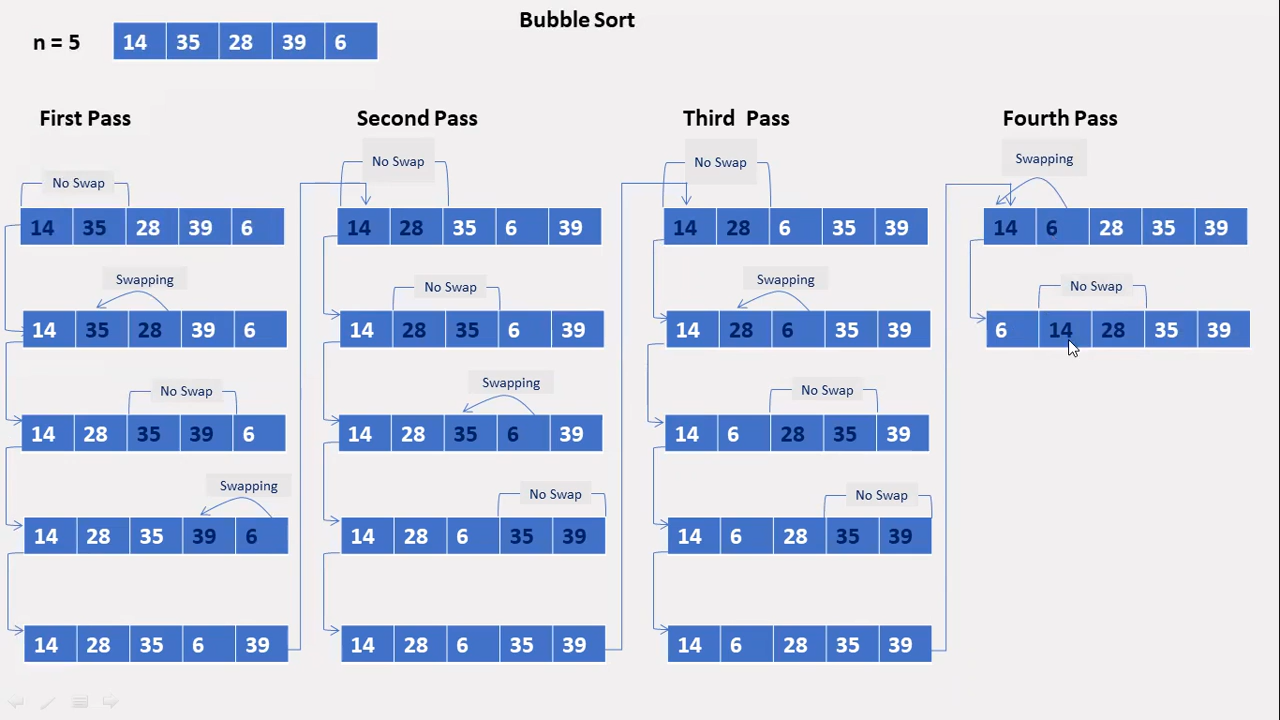 Bubble Sort
n = 5
14 35 28 39 6
First Pass
No Swap
14 35 28 39 6
Swapping
14 35 28 39 6
No Swap
14 28 35 39 6
Swapping
14 28 35 39 6
14 28 35 6 39
Second Pass
No Swap
14 28 35 6 39
No Swap
14 28 35 6 39
Swapping
14 28 35 6 39
No Swap
14 28 6 35 39
14 28 6 35 39
Third Pass
No Swap
14 28 6 35 39
Swapping
14 28 6 35 39
No Swap
14 6 28 35 39
No Swap
14 6 28 35 39
14 6 28 35 39
Fourth Pass
Swapping
14 6 28 35 39
No Swap
6 14 28 35 39